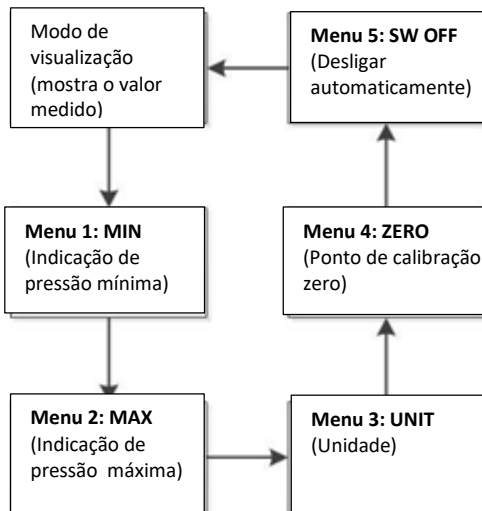 Modo de
visualização
(mostra o valor
medido)
Menu 1: MIN
(Indicação de
pressão mínima)
Menu 2: MAX
(Indicação de
pressão máxima)
Menu 3: UNIT
(Unidade)
Menu 4: ZERO
(Ponto de calibração
zero)
Menu 5: SW OFF
(Desligar
automaticamente)